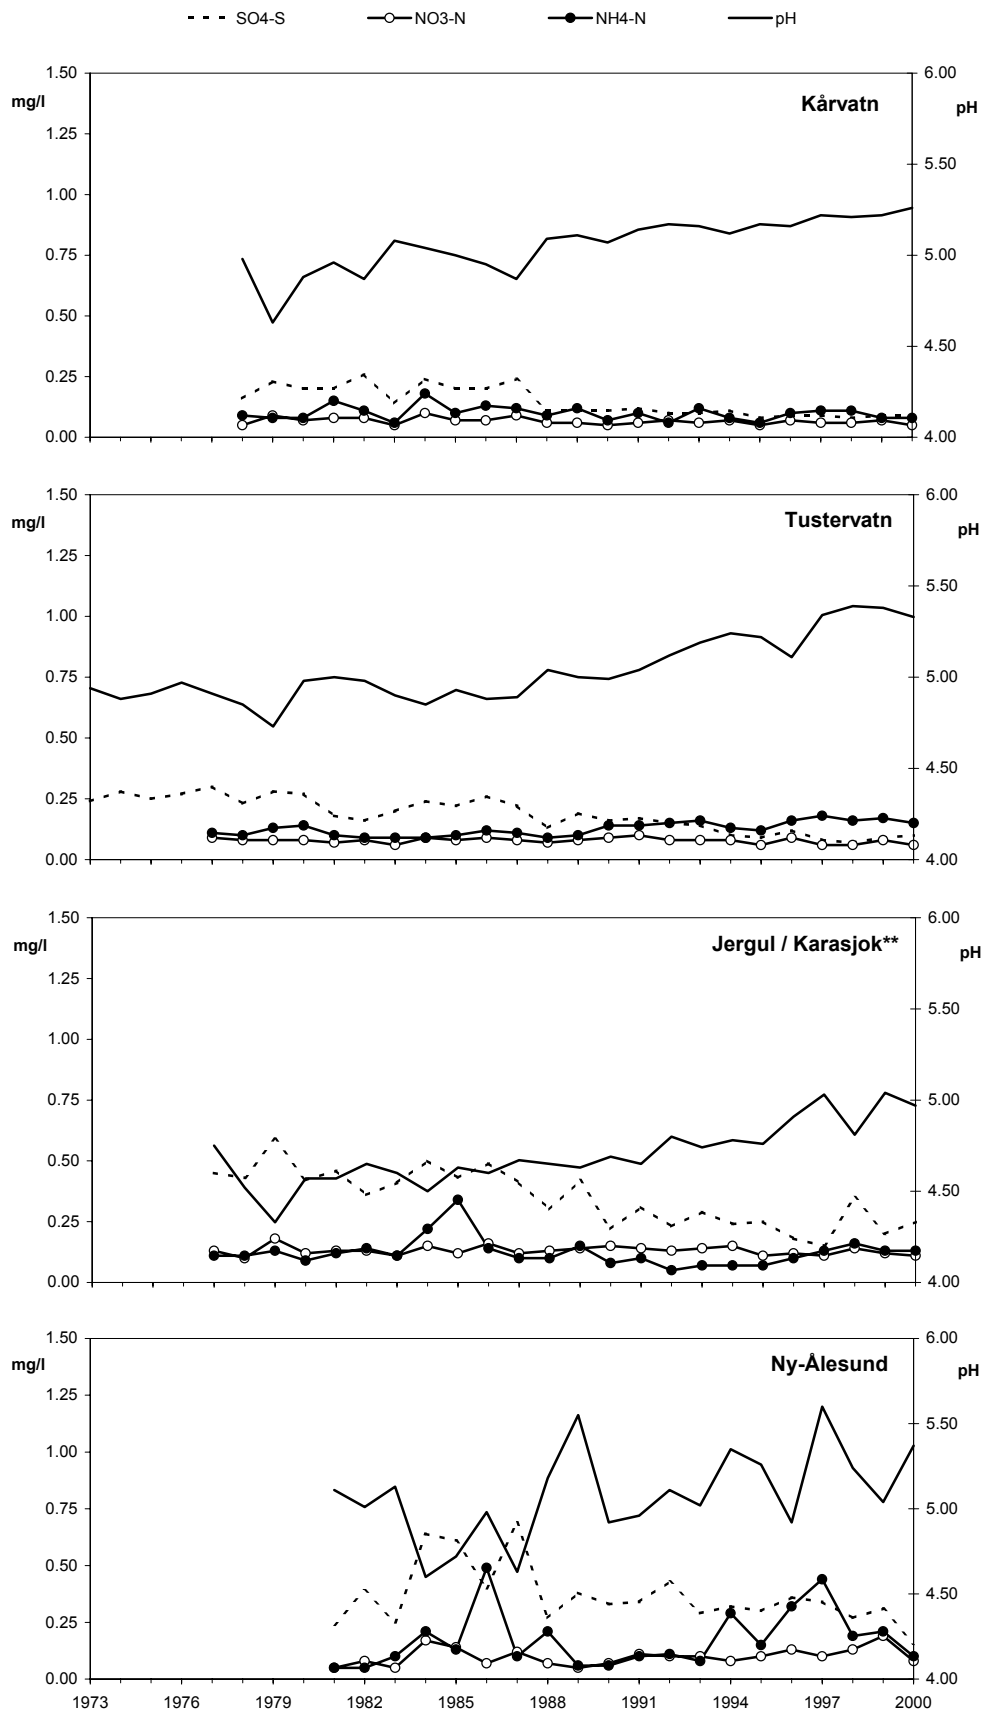 SO4-S NO3-N NH4-N pH
Kårvatn
mg/l pH
1.50 6.00
1.25 5.50
1.00
0.75 5.00
0.50 4.50
0.25
0.00 4.00
Tustervatn
mg/l pH
1.50 6.00
1.25 5.50
1.00
0.75 5.00
0.50 4.50
0.25
0.00 4.00
Jergul / Karasjok**
mg/l pH
1.50 6.00
1.25 5.50
1.00
0.75 5.00
0.50 4.50
0.25
0.00 4.00
Ny-Ålesund
mg/l pH
1.50 6.00
1.25 5.50
1.00
0.75 5.00
0.50 4.50
0.25
0.00 4.00
1973 1976 1979 1982 1985 1988 1991 1994 1997 2000